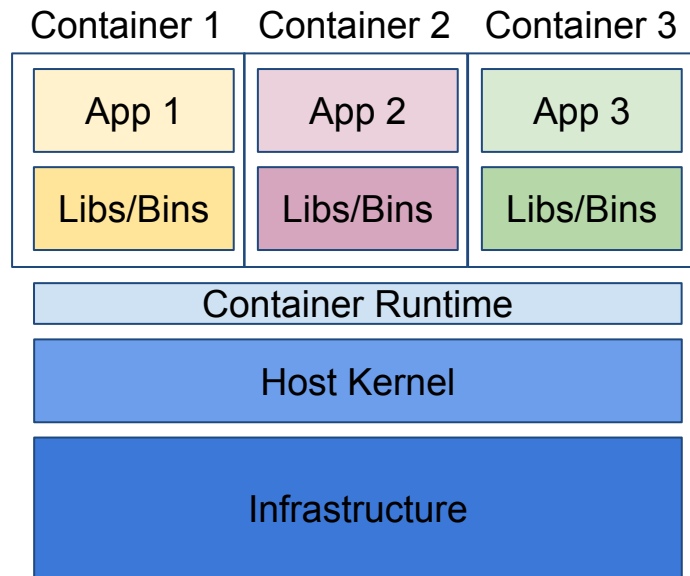 Container 1 Container 2 Container 3
App 1 App 2 App 3
Libs/Bins Libs/Bins Libs/Bins
Container Runtime
Host Kernel
Infrastructure